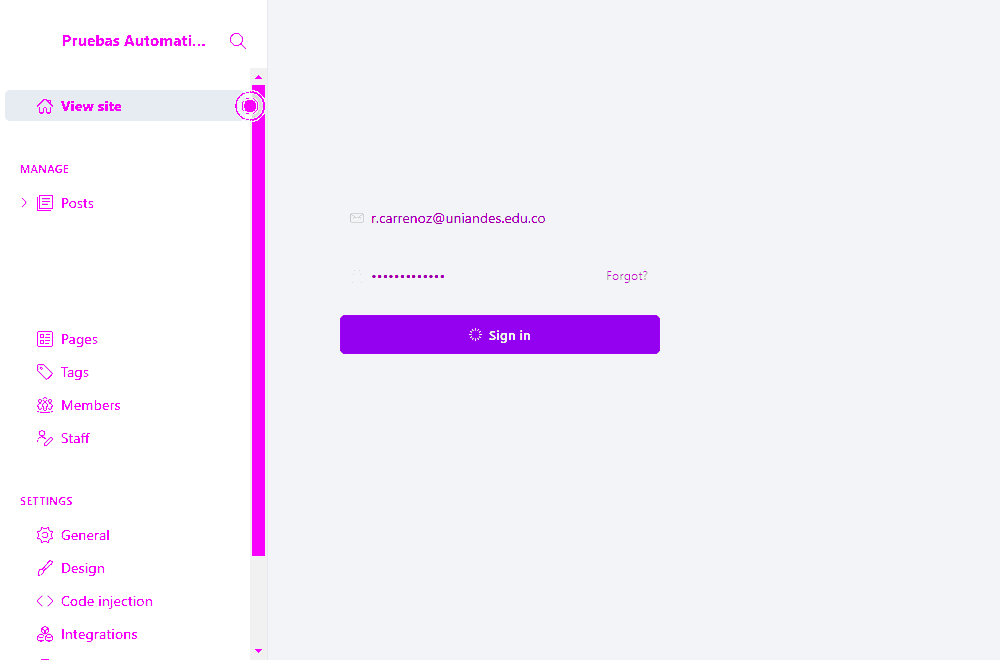 Pruebas Automati...
View site
MANAGE
Posts
Pages
Tags
Members
Staff
SETTINGS
General
Design
Code injection
Integrations
r.carrenoz@uniandes.edu.co
•••••••••••••
Forgot?
Sign in